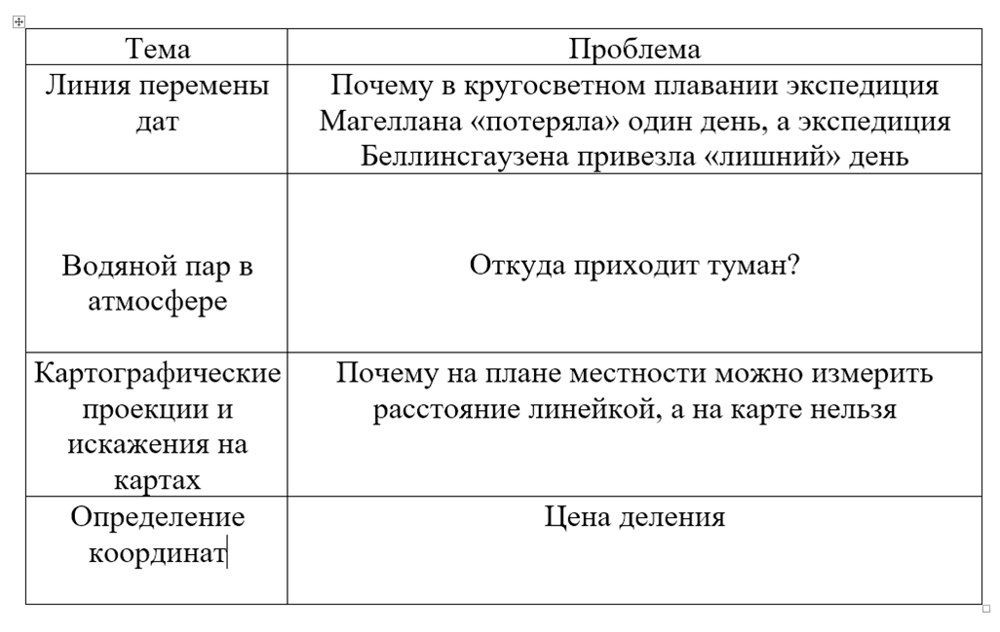 Тема
Проблема
Линия перемены
дат
Почему в кругосветном плавании экспедиция
Магеллана «потеряла» один день, а экспедиция
Беллинсгаузена привезла «лишний» день
Водяной пар в
атмосфере
Откуда приходит туман?
Картографические
проекции и
искажения на
картах
Почему на плане местности можно измерить
расстояние линейкой, а на карте нельзя
Определение
координат
Цена деления